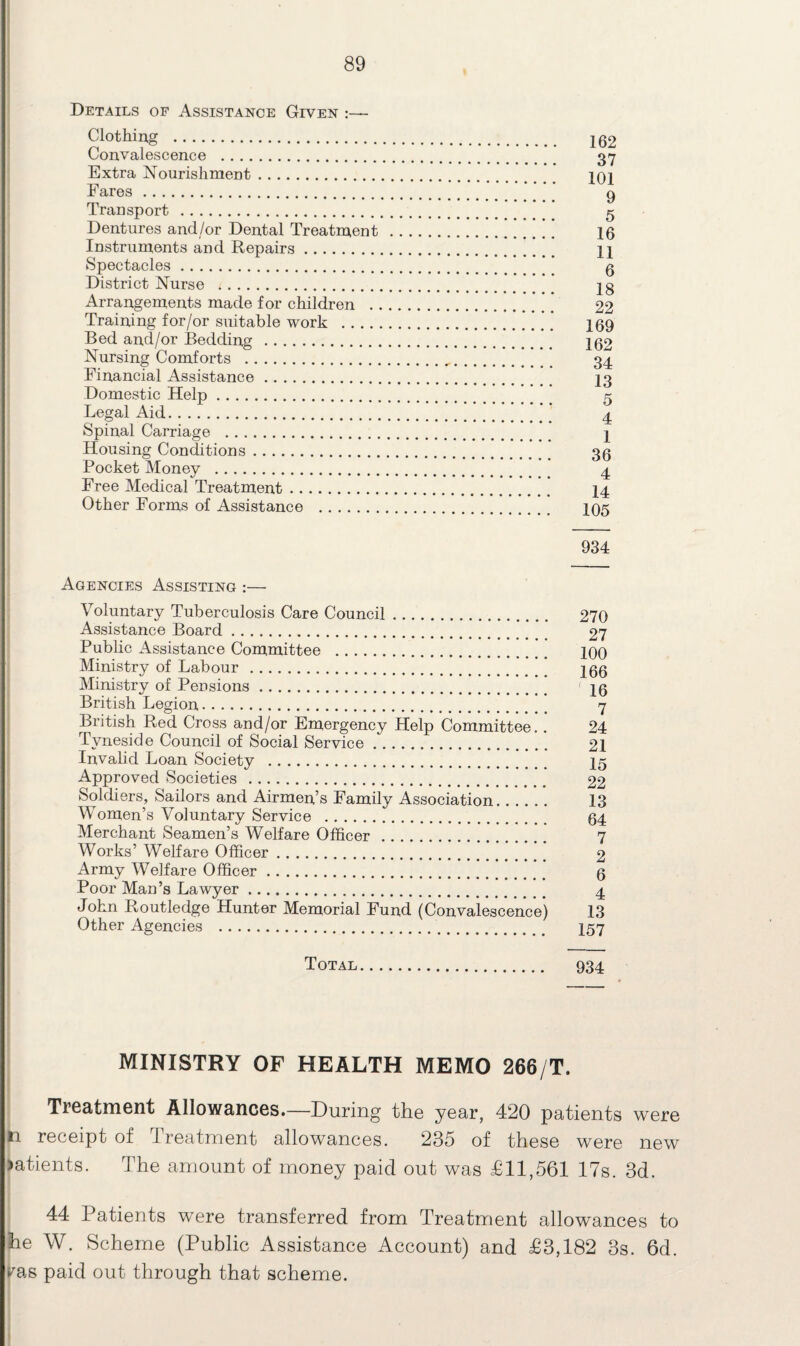 89
DETAILS OF ASSISTANCE GIVEN :—
Clothing .......... 162
Convalescence .......... 37
Extra Nourishment .......... 101
Fares .......... 9
Transport .......... 5
Dentures and/or Dental Treatment .......... 16
Instruments and Repairs .......... 11
Spectacles .......... 6
District Nurse .......... 18
Arrangements made for children .......... 22
Training for/or suitable work .......... 169
Bed and/or Bedding .......... 162
Nursing Comforts .......... 34
Financial Assistance .......... 13
Domestic Help .......... 5
Legal Aid .......... 4
Spinal Carriage .......... 1
Housing Conditions .......... 36
Pocket Money .......... 4
Free Medical Treatment .......... 14
Other Forms of Assistance .......... 105
934
AGENCIES ASSISTING :—
Voluntary Tuberculosis Care Council .......... 270
Assistance Board .......... 27
Public Assistance Committee .......... 100
Ministry of Labour .......... 166
Ministry of Pensions .......... 16
British Legion .......... 7
British Red Cross and/or Emergency Help Committee. . 24
Tyneside Council of Social Service .......... 21
Invalid Loan Society .......... 15
Approved Societies .......... 22
Soldiers, Sailors and Airmen's Family Association...... 13
Women's Voluntary Service .......... 64
Merchant Seamen's Welfare Officer .......... 7
Works' Welfare Officer .......... 2
Army Welfare Officer .......... 6
Poor Man's Lawyer .......... 4
John Routledge Hunter Memorial Fund (Convalescence) 13
Other Agencies .......... 157
TOTAL .......... 934
MINISTRY OF HEALTH MEMO 266/T.
Treatment Allowances.—During the year, 420 patients were
n receipt of Treatment allowances. 235 of these were new
atients. The amount of money paid out was £11,561 17s. 3d.
44 Patients were transferred from Treatment allowances to
he W. Scheme (Public Assistance Account) and £3,182 3s. 6d.
as paid out through that scheme.